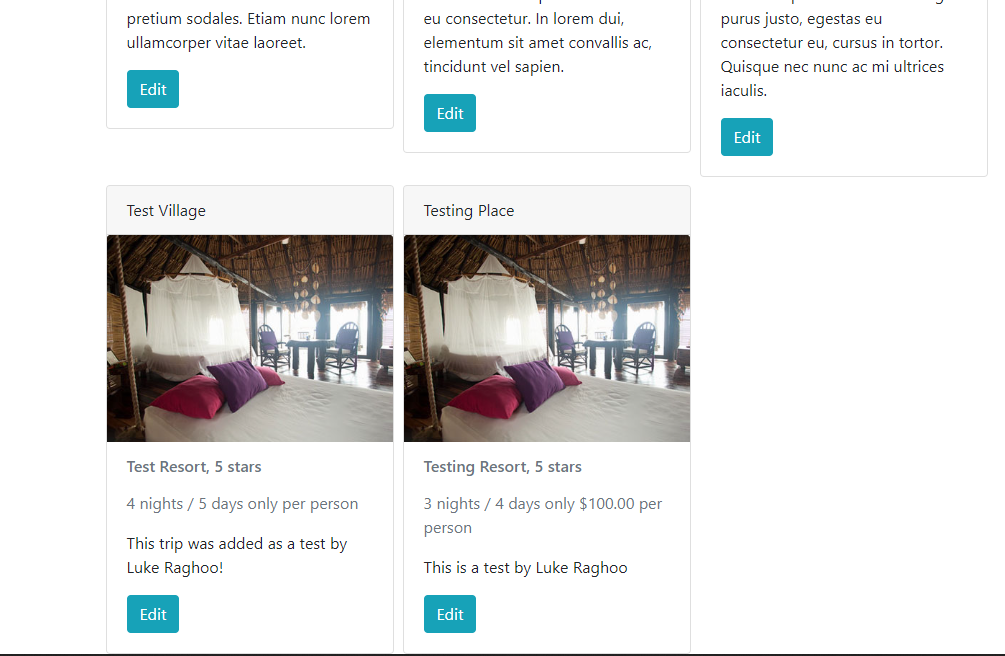 pretium sodales. Etiam nunc lorem
ullamcorper vitae laoreet.
Edit
eu consectetur. In lorem dui,
elementum sit amet convallis ac,
tincidunt vel sapien.
Edit
purus justo, egestas eu
consectetur eu, cursus in tortor.
Quisque nec nunc ac mi ultrices
iaculis.
Edit
Test Village
Test Resort, 5 stars
4 nights / 5 days only per person
This trip was added as a test by
Luke Raghoo!
Edit
Testing Place
Testing Resort, 5 stars
3 nights / 4 days only $100.00 per
person
This is a test by Luke Raghoo
Edit